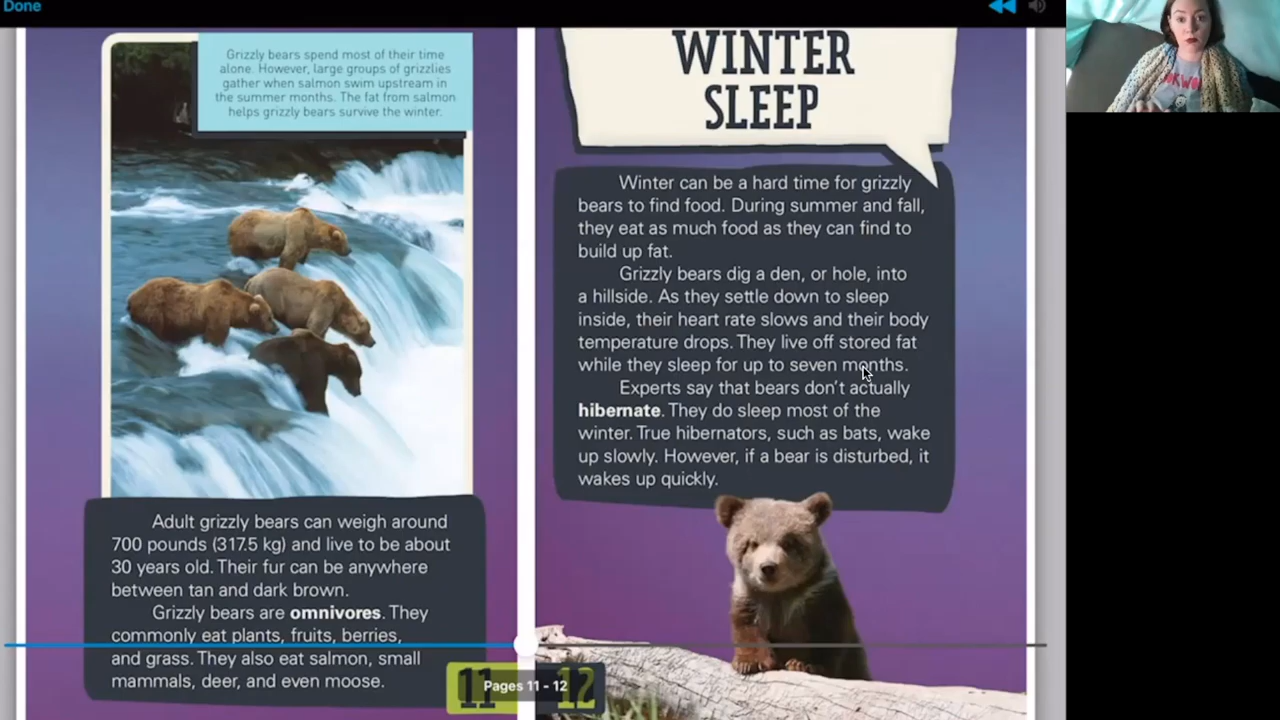 Done
Grizzly bears spend most of their time
alone. However, large groups of grizzlies
gather when salmon swim upstream in
the summer months. The fat from salmon
helps grizzly bears survive the winter.
Adult grizzly bears can weigh around
700 pounds (317.5 kg) and live to be about
30 years old. Their fur can be anywhere
between tan and dark brown.
Grizzly bears are omnivores. They
commonly eat plants, fruits, berries,
and grass. They also eat salmon, small
mammals, deer, and even moose.
WINTER
SLEEP
Winter can be a hard time for grizzly
bears to find food. During summer and fall,
they eat as much food as they can find to
build up fat.
Grizzly bears dig a den, or hole, into
a hillside. As they settle down to sleep
inside, their heart rate slows and their body
temperature drops. They live off stored fat
while they sleep for up to seven months.
Experts say that bears don't actually
hibernate. They do sleep most of the
winter. True hibernators, such as bats, wake
up slowly. However, if a bear is disturbed, it
wakes up quickly.
11 Pages 11 - 12 12